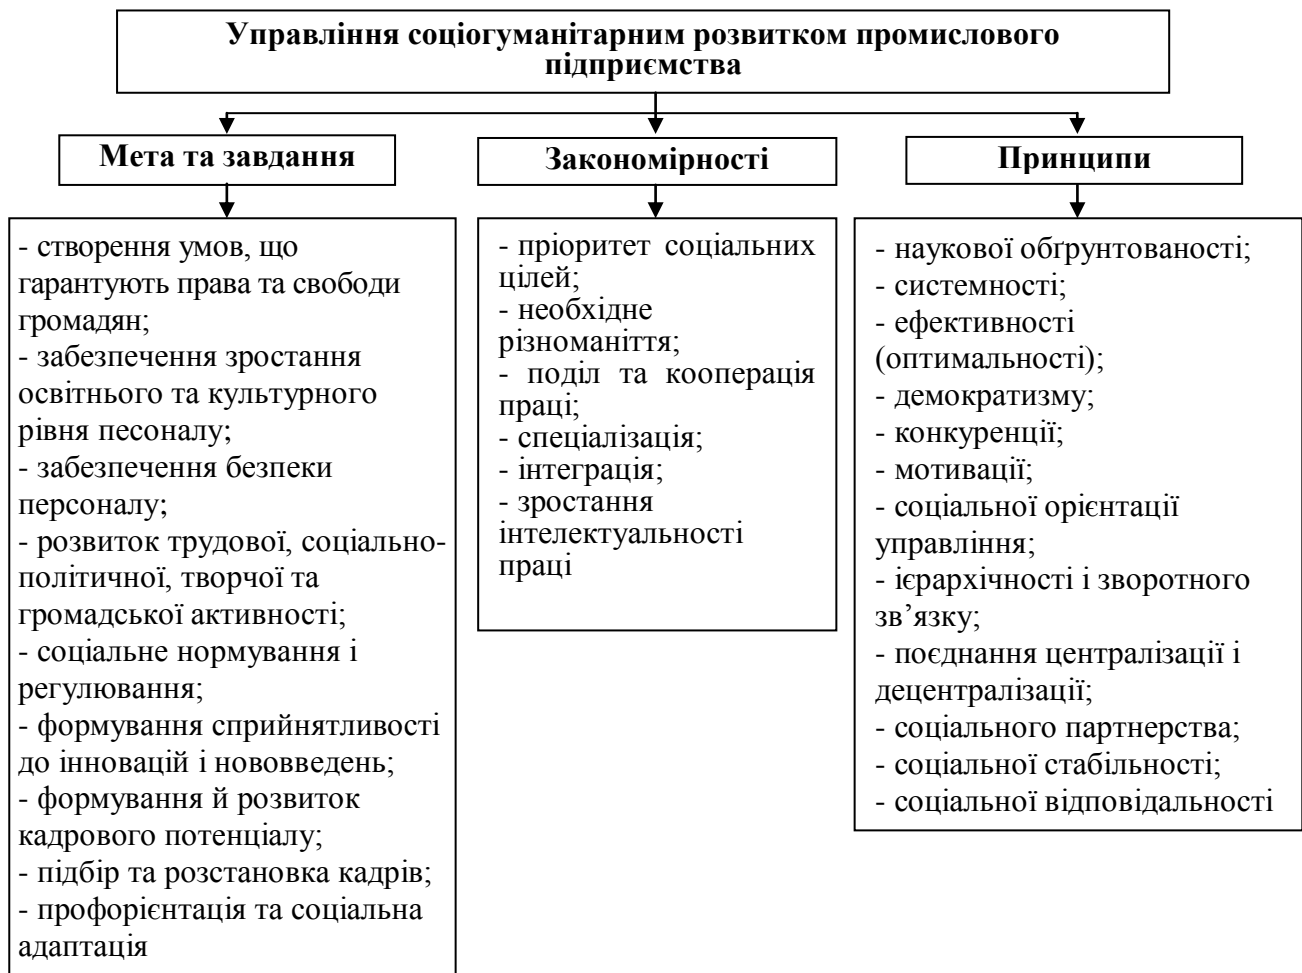 Управління соціогуманітарним розвитком промислового
підприємства
Мета та завдання
Закономірності
Принципи
- створення умов, що
гарантують права та свободи
громадян;
- забезпечення зростання
освітнього та культурного
рівня песоналу;
- забезпечення безпеки
персоналу;
- розвиток трудової, соціально-
політичної, творчої та
громадської активності;
- соціальне нормування і
регулювання;
- формування сприйнятливості
до інновацій і нововведень;
- формування й розвиток
кадрового потенціалу;
- підбір та розстановка кадрів;
- профорієнтація та соціальна
адаптація
- пріоритет соціальних
цілей;
- необхідне
різноманіття;
- поділ та кооперація
праці;
- спеціалізація;
- інтеграція;
- зростання
інтелектуальності
праці
- наукової обґрунтованості;
- системності;
- ефективності
(оптимальності);
- демократизму;
- конкуренції;
- мотивації;
- соціальної орієнтації
управління;
- ієрархічності і зворотного
зв’язку;
- поєднання централізації і
децентралізації;
- соціального партнерства;
- соціальної стабільності;
- соціальної відповідальності